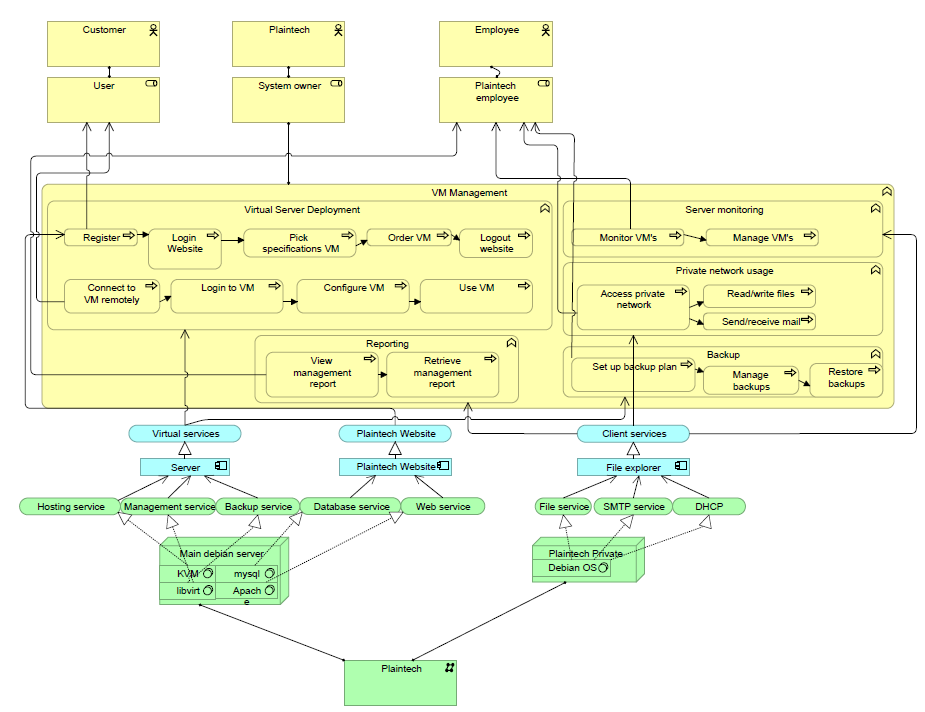 Customer
Plaintech
Employee
User
System owner
Plaintech
employee
VM Management
Virtual Server Deployment
Server monitoring
Register
Login
Website
Pick
specifications VM
Order VM
Logout
website
Monitor VM's
Manage VM's
Private network usage
Connect to
VM remotely
Login to VM
Configure VM
Use VM
Access private
network
Read/write files
Send/receive mail
Reporting
View
management
report
Retrieve
management
report
Backup
Set up backup plan
Manage
backups
Restore
backups
Virtual services
Plaintech Website
Client services
Server
Plaintech Website
File explorer
Hosting service
Management service
Backup service
Database service
Web service
File service
SMTP service
DHCP
Main debian server
KVM
mysql
libvirt
Apach
e
Plaintech Private
Debian OS
Plaintech